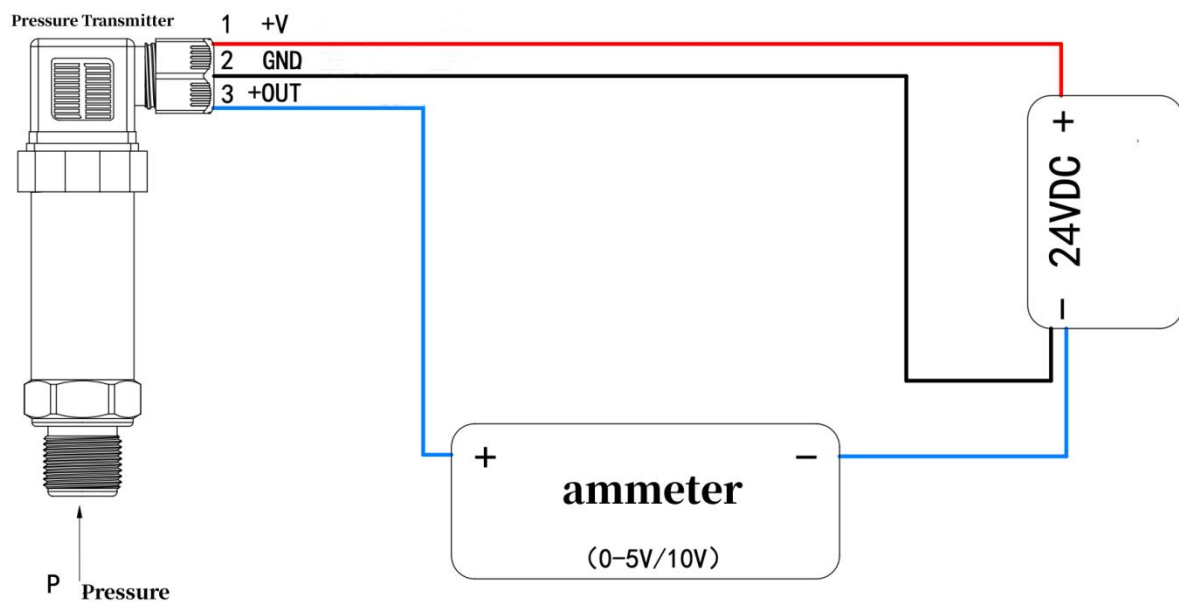 Pressure Transmitter
1 +V
2 GND
3 +OUT
+
24VDC
-
+ -
ammeter
(0-5V/10V)
P Pressure